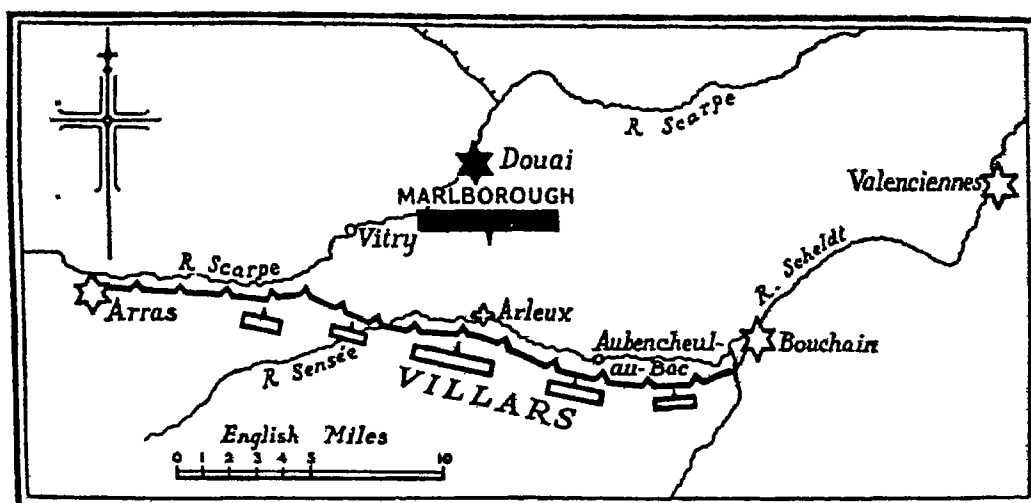 R Scarpe
Douai
MARLBOROUGH
Valenciennes
Vitry
R Scarpe
R. Scheldt
Arras
Arleux
Aubencheul-
au-Bac
Bouchain
R Sensée
VILLARS
English Miles
0 1 2 3 4 5 10